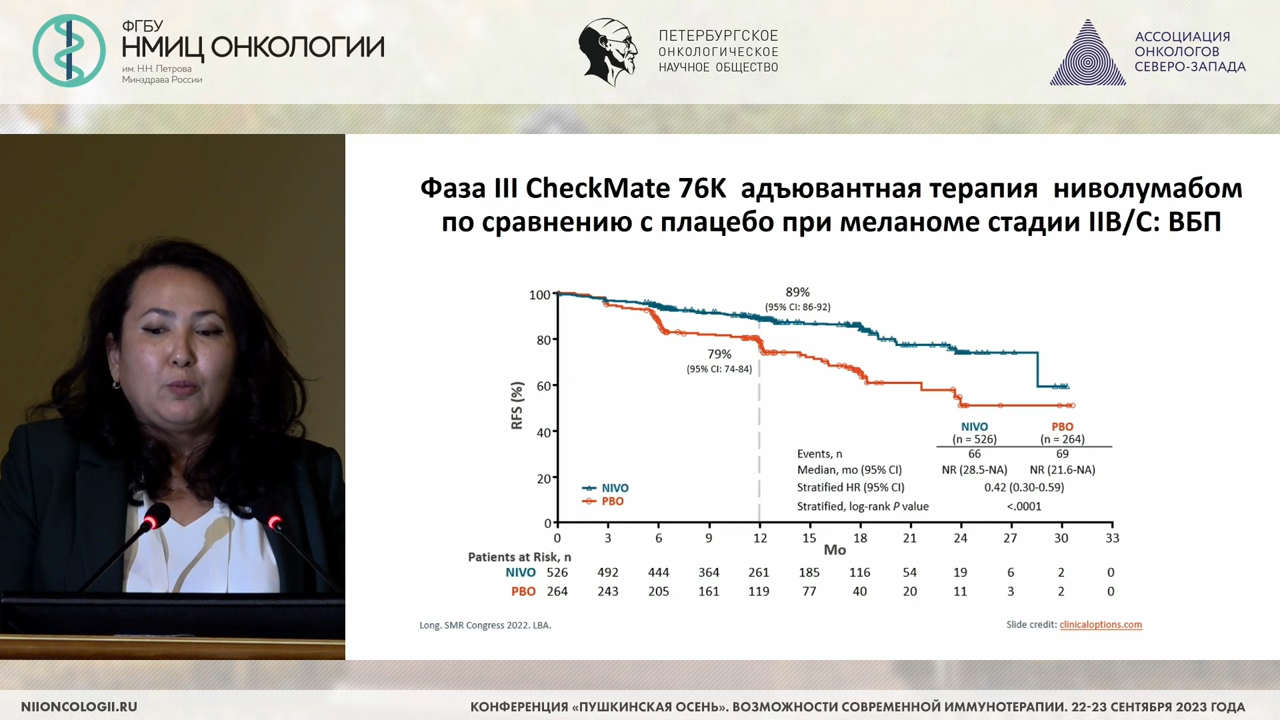 ФГБУ
НМИЦ ОНКОЛОГИИ
им. Н.Н. Петрова
Минздрава России
ПЕТЕРБУРГСКОЕ
ОНКОЛОГИЧЕСКОЕ
НАУЧНОЕ ОБЩЕСТВО
АССОЦИАЦИЯ
ОНКОЛОГОВ
СЕВЕРО-ЗАПАДА
Фаза III CheckMate 76K адъювантная терапия ниволумабом
по сравнению с плацебо при меланоме стадии IIB/C: ВБП
RFS (%)
100
80
60
40
20
0
89%
(95% CI: 86-92)
79%
(95% CI: 74-84)
NIVO
PBO
NIVO PBO
(n = 526) (n = 264)
Events, n 66 69
Median, mo (95% CI) NR (28.5-NA) NR (21.6-NA)
Stratified HR (95% CI) 0.42 (0.30-0.59)
Stratified, log-rank P value <.0001
0 3 6 9 12 15 18 21 24 27 30 33
Mo
Patients at Risk, n
NIVO 526 492 444 364 261 185 116 54 19 6 2 0
PBO 264 243 205 161 119 77 40 20 11 3 2 0
Long. SMR Congress 2022. LBA.
Slide credit: clinicaloptions.com
NIIONCOLOGII.RU
КОНФЕРЕНЦИЯ «ПУШКИНСКАЯ ОСЕНЬ». ВОЗМОЖНОСТИ СОВРЕМЕННОЙ ИММУНОТЕРАПИИ. 22-23 СЕНТЯБРЯ 2023 ГОДА